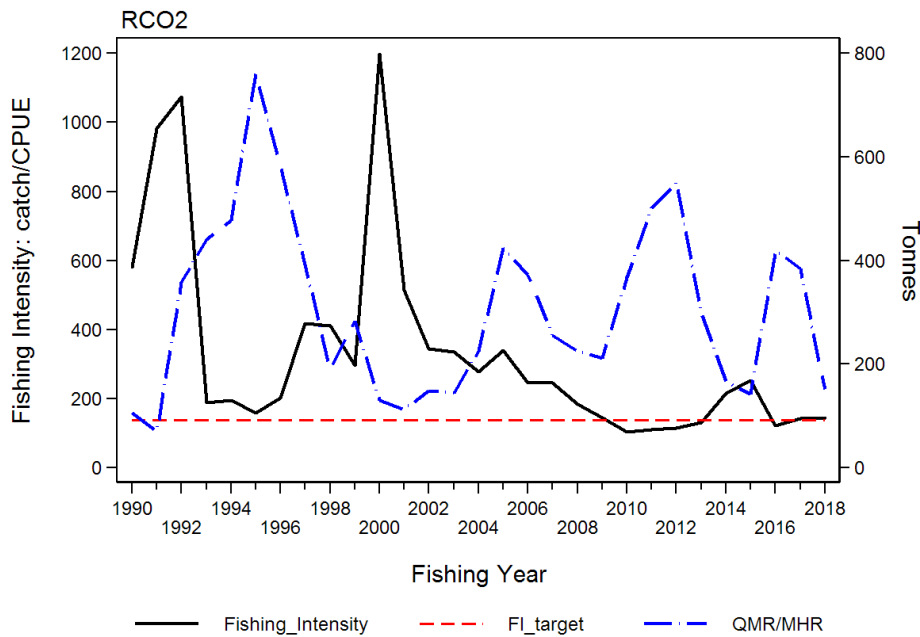 RCO2
Fishing Intensity: catch/CPUE
1200
1000
800
600
400
200
0
800
600
400
200
0
Tonnes
1990 1994 1998 2002 2006 2010 2014 2018
1992 1996 2000 2004 2008 2012 2016
Fishing Year
Fishing_Intensity FI_target QMR/MHR